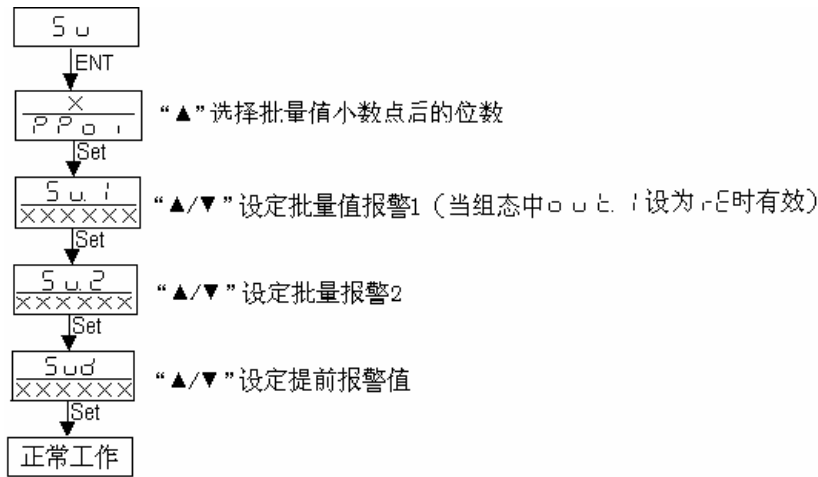 Su
ENT
X
PPoi
“▲”选择批量值小数点后的位数
Set
Su.1
XXXXXX
“▲/▼”设定批量值报警1（当组态中out.1设为rE时有效）
Set
Su.2
XXXXXX
“▲/▼”设定批量报警2
Set
Sud
XXXXXX
“▲/▼”设定提前报警值
Set
正常工作